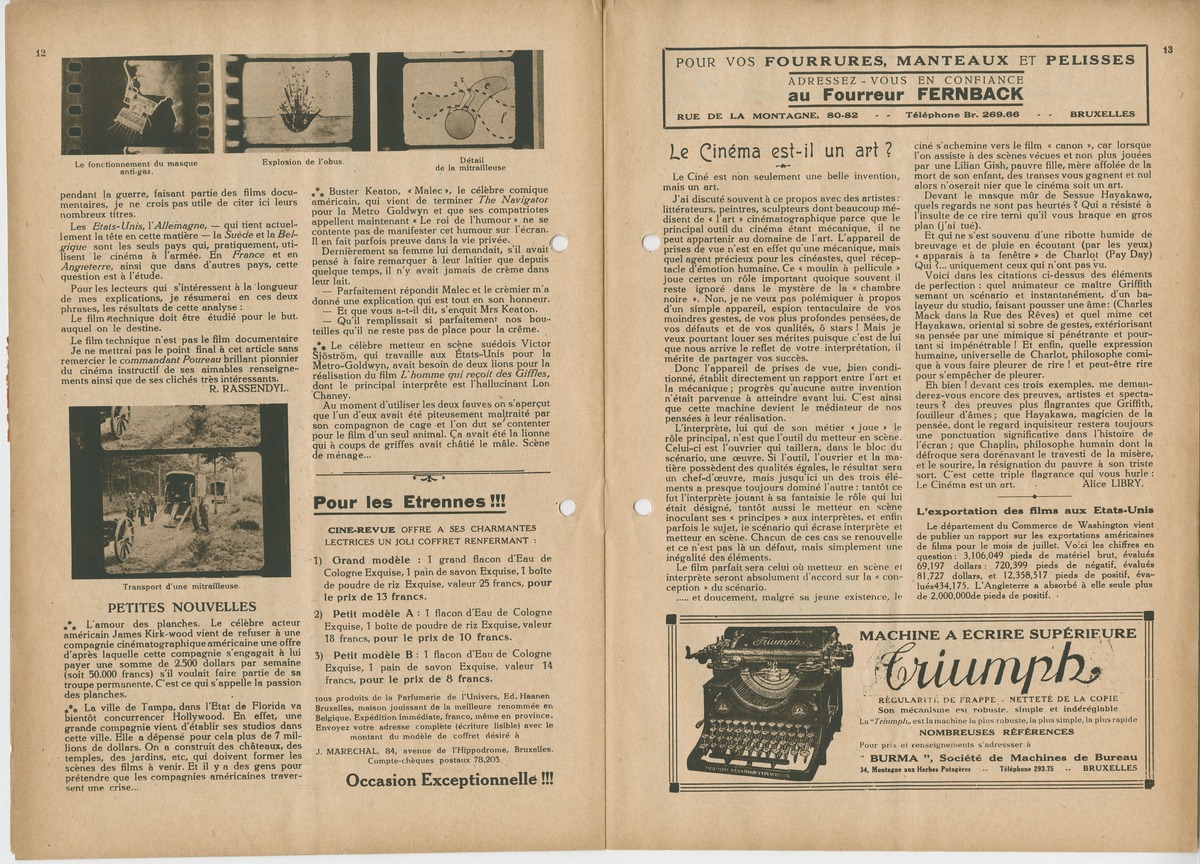 12
Le fonctionnement du masque
anti-gaz.
Explosion de l'obus.
Détail
de la mitrailleuse
pendant la guerre, faisant partie des films docu-
mentaires, je ne crois pas utile de citer ici leurs
nombreux titres.
Les Etats-Unis, l'Allemagne, — qui tient actuel-
lement la tête en cette matière — la Suède et la Bel-
gique sont les seuls pays qui, pratiquement, uti-
lisent le cinéma à l'armée. En France et en
Angleterre, ainsi que dans d'autres pays, cette
question est à l'étude.
Pour les lecteurs qui s'intéressent à la longueur
de mes explications, je résumerai en ces deux
phrases, les résultats de cette analyse :
Le film technique doit être étudié pour le but.
auquel on le destine.
Le film technique n'est pas le film documentaire
Je ne mettrai pas le point final à cet article sans
remercier le commandant Poureau brillant pionnier
du cinéma instructif de ses aimables renseigne-
ments ainsi que de ses clichés très intéressants.
R. RASSENDYL.
Transport d'une mitrailleuse.
PETITES NOUVELLES
⁂ L'amour des planches. Le célèbre acteur
américain James Kirk-wood vient de refuser à une
compagnie cinématographique américaine une offre
d'après laquelle cette compagnie s'engageait à lui
payer une somme de 2.500 dollars par semaine
(soit 50.000 francs) s'il voulait faire partie de sa
troupe permanente. C'est ce qui s'appelle la passion
des planches.
⁂ La ville de Tampa, dans l'Etat de Florida va
bientôt concurrencer Hollywood. En effet, une
grande compagnie vient d'établir ses studios dans
cette ville. Elle a dépensé pour cela plus de 7 mil-
lions de dollars. On a construit des châteaux, des
temples, des jardins, etc, qui doivent former les
scènes des films à venir. Et il y a des gens pour
prétendre que les compagnies américaines traver-
sent une crise...
⁂ Buster Keaton, « Malec », le célèbre comique
américain, qui vient de terminer The Navigator
pour la Metro Goldwyn et que ses compatriotes
appellent maintenant « Le roi de l'humour » ne se
contente pas de manifester cet humour sur l'écran.
Il en fait parfois preuve dans la vie privée.
Dernièrement sa femme lui demandait, s'il avait
pensé à faire remarquer à leur laitier que depuis
quelque temps, il n'y avait jamais de crème dans
leur lait.
— Parfaitement répondit Malec et le crèmier m'a
donné une explication qui est tout en son honneur.
— Et que vous a-t-il dit, s'enquit Mrs Keaton.
— Qu'il remplissait si parfaitement nos bou-
teilles qu'il ne reste pas de place pour la crême.
⁂ Le célèbre metteur en scène suédois Victor
Sjöström, qui travaille aux États-Unis pour la
Metro-Goldwyn, avait besoin de deux lions pour la
réalisation du film L'homme qui reçoit des Giffles,
dont le principal interprète est l'hallucinant Lon
Chaney.
Au moment d'utiliser les deux fauves on s'aperçut
que l'un d'eux avait été piteusement maltraité par
son compagnon de cage et l'on dut se contenter
pour le film d'un seul animal. Ça avait été la lionne
qui à coups de griffes avait châtié le mâle. Scène
de ménage...
Pour les Etrennes !!!
CINE-REVUE OFFRE A SES CHARMANTES
LECTRICES UN JOLI COFFRET RENFERMANT :
1) Grand modèle : 1 grand flacon d'Eau de
Cologne Exquise, 1 pain de savon Exquise, 1 boîte
de poudre de riz Exquise, valeur 25 francs, pour
le prix de 13 francs.
2) Petit modèle A : 1 flacon d'Eau de Cologne
Exquise, 1 boîte de poudre de riz Exquise, valeur
18 francs, pour le prix de 10 francs.
3) Petit modèle B : 1 flacon d'Eau de Cologne
Exquise, 1 pain de savon Exquise, valeur 14
francs, pour le prix de 8 francs.
tous produits de la Parfumerie de l'Univers, Ed. Haanen
Bruxelles, maison jouissant de la meilleure renommée en
Belgique. Expédition immédiate, franco, même en province.
Envoyez votre adresse complète (écriture lisible) avec le
montant du modèle de coffret désiré à
J. MARECHAL, 84, avenue de l'Hippodrome, Bruxelles.
Compte-chèques postaux 78,203.
Occasion Exceptionnelle !!!
13
POUR VOS FOURRURES, MANTEAUX ET PELISSES
ADRESSEZ-VOUS EN CONFIANCE
au Fourreur FERNBACK
RUE DE LA MONTAGNE. 80-82 - - Téléphone Br. 269.66 - - BRUXELLES
Le Cinéma est-il un art ?
Le Ciné est non seulement une belle invention,
mais un art.
J'ai discuté souvent à ce propos avec des artistes:
littérateurs, peintres, sculpteurs dont beaucoup mé-
disent de « l'art » cinématographique parce que le
principal outil du cinéma étant mécanique, il ne
peut appartenir au domaine de l'art. L'appareil de
prises de vue n'est en effet qu'une mécanique, mais
quel agent précieux pour les cinéastes, quel récep-
tacle d'émotion humaine. Ce « moulin à pellicule »
joue certes un rôle important quoique souvent il
reste ignoré dans le mystère de la « chambre
noire ». Non, je ne veux pas polémiquer à propos
d'un simple appareil, espion tentaculaire de vos
moindres gestes, de vos plus profondes pensées, de
vos défauts et de vos qualités, ô stars ! Mais je
veux pourtant louer ses mérites puisque c'est de lui
que nous arrive le reflet de votre interprétation, il
mérite de partager vos succès.
Donc l'appareil de prises de vue, bien condi-
tionné, établit directement un rapport entre l'art et
la mécanique ; progrès qu'aucune autre invention
n'était parvenue à atteindre avant lui. C'est ainsi
que cette machine devient le médiateur de nos
pensées à leur réalisation.
L'interprète, lui qui de son métier « joue » le
rôle principal, n'est que l'outil du metteur en scène.
Celui-ci est l'ouvrier qui taillera, dans le bloc du
scénario, une œuvre. Si l'outil, l'ouvrier et la ma-
tière possèdent des qualités égales, le résultat sera
un chef-d'œuvre, mais jusqu'ici un des trois élé-
ments a presque toujours dominé l'autre : tantôt ce
fut l'interprète jouant à sa fantaisie le rôle qui lui
était désigné, tantôt aussi le metteur en scène
inoculant ses « principes » aux interprètes, et enfin
parfois le sujet, le scénario qui écrase interprète et
metteur en scène. Chacun de ces cas se renouvelle
et ce n'est pas là un défaut, mais simplement une
inégalité des éléments.
Le film parfait sera celui où metteur en scène et
interprète seront absolument d'accord sur la « con-
ception » du scénario.
..... et doucement, malgré sa jeune existence, le
ciné s'achemine vers le film « canon », car lorsque
l'on assiste à des scènes vécues et non plus jouées
par une Lilian Gish, pauvre fille, mère affolée de la
mort de son enfant, des transes vous gagnent et nul
alors n'oserait nier que le cinéma soit un art.
Devant le masque mûr de Sessue Hayakawa,
quels regards ne sont pas heurtés ? Qui a résisté à
l'insulte de ce rire terni qu'il vous braque en gros
plan (j'ai tué).
Et qui ne s'est souvenu d'une ribotte humide de
breuvage et de pluie en écoutant (par les yeux)
« apparais à ta fenêtre » de Charlot (Pay Day)
Qui ?... uniquement ceux qui n'ont pas vu.
Voici dans les citations ci-dessus des éléments
de perfection : quel animateur ce maître Griffith
semant un scénario et instantanément, d'un ba-
layeur du studio, faisant pousser une âme: (Charles
Mack dans la Rue des Rêves) et quel mime cet
Hayakawa, oriental si sobre de gestes, extériorisant
sa pensée par une mimique si pénétrante et pour-
tant si impénétrable ! Et enfin, quelle expression
humaine, universelle de Charlot, philosophe comi-
que à vous faire pleurer de rire ! et peut-être rire
pour s'empêcher de pleurer.
Eh bien ! devant ces trois exemples, me deman-
derez-vous encore des preuves, artistes et specta-
teurs ? des preuves plus flagrantes que Griffith,
fouilleur d'âmes ; que Hayakawa, magicien de la
pensée, dont le regard inquisiteur restera toujours
une ponctuation significative dans l'histoire de
l'écran ; que Chaplin, philosophe humain dont la
défroque sera dorénavant le travesti de la misère,
et le sourire, la résignation du pauvre à son triste
sort. C'est cette triple flagrance qui vous hurle :
Le Cinéma est un art. Alice LIBRY.
L'exportation des films aux Etats-Unis
Le département du Commerce de Washington vient
de publier un rapport sur les exportations américaines
de films pour le mois de juillet. Voici les chiffres en
question : 3,106,049 pieds de matériel brut, évalués
69,197 dollars : 720,399 pieds de négatif, évalués
81,727 dollars, et 12,358,517 pieds de positif, éva-
lués434,175. L'Angleterre a absorbé à elle seule plus
de 2,000,000de pieds de positif.
Triumph
MACHINE A ECRIRE SUPÉRIEURE
Triumph
RÉGULARITÉ DE FRAPPE - NETTETÉ DE LA COPIE
Son mécanisme est robuste, simple et indéréglable
La "Triumph„ est la machine la plus robuste, la plus simple, la plus rapide
NOMBREUSES RÉFÉRENCES
Pour prix et renseignements s'adressser à
" BURMA ", Société de Machines de Bureau
34, Montagne aux Herbes Potagères -- Téléphone 293.75 -- BRUXELLES